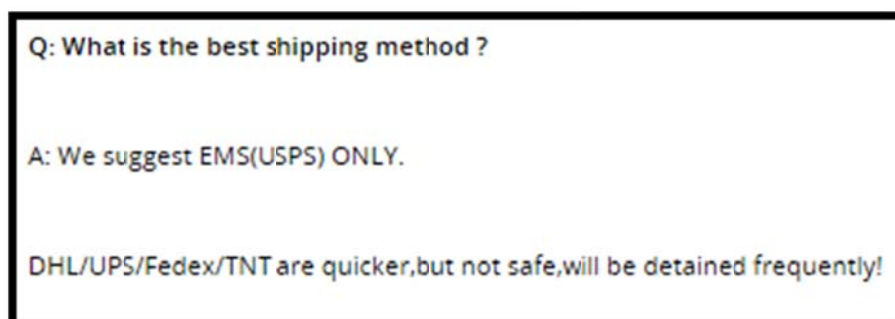 Q: What is the best shipping method ?
A: We suggest EMS(USPS) ONLY.
DHL/UPS/Fedex/TNT are quicker,but not safe,will be detained frequently!